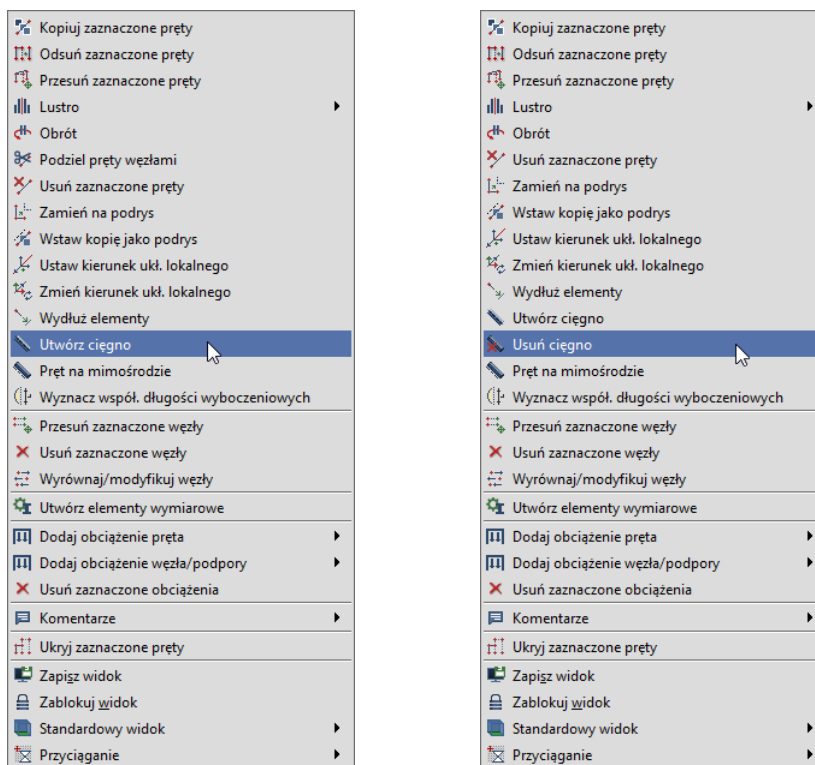 Kopiuj zaznaczone pręty
Odsuń zaznaczone pręty
Przesuń zaznaczone pręty
Lustro
Obrót
Podziel pręty węzłami
Usuń zaznaczone pręty
Zamień na podrys
Wstaw kopię jako podrys
Ustaw kierunek ukł. lokalnego
Zmień kierunek ukł. lokalnego
Wydłuż elementy
Utwórz cięgno
Pręt na mimośrodzie
Wyznacz współ. długości wyboczeniowych
Przesuń zaznaczone węzły
Usuń zaznaczone węzły
Wyrównaj/modyfikuj węzły
Utwórz elementy wymiarowe
Dodaj obciążenie pręta
Dodaj obciążenie węzła/podpory
Usuń zaznaczone obciążenia
Komentarze
Ukryj zaznaczone pręty
Zapisz widok
Zablokuj widok
Standardowy widok
Przyciąganie
Kopiuj zaznaczone pręty
Odsuń zaznaczone pręty
Przesuń zaznaczone pręty
Lustro
Obrót
Usuń zaznaczone pręty
Zamień na podrys
Wstaw kopię jako podrys
Ustaw kierunek ukł. lokalnego
Zmień kierunek ukł. lokalnego
Wydłuż elementy
Utwórz cięgno
Usuń cięgno
Pręt na mimośrodzie
Wyznacz współ. długości wyboczeniowych
Przesuń zaznaczone węzły
Usuń zaznaczone węzły
Wyrównaj/modyfikuj węzły
Utwórz elementy wymiarowe
Dodaj obciążenie pręta
Dodaj obciążenie węzła/podpory
Usuń zaznaczone obciążenia
Komentarze
Ukryj zaznaczone pręty
Zapisz widok
Zablokuj widok
Standardowy widok
Przyciąganie